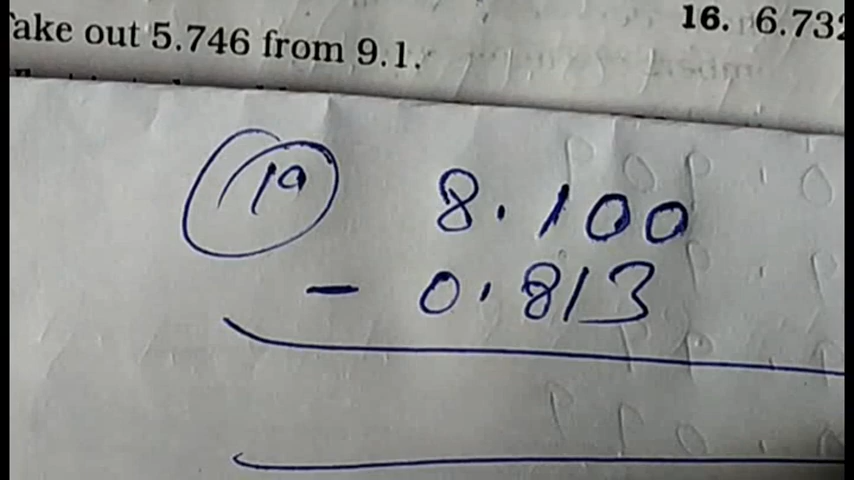 ake out 5.746 from 9.1.
16. 6.732
19
8.100
- 0.813